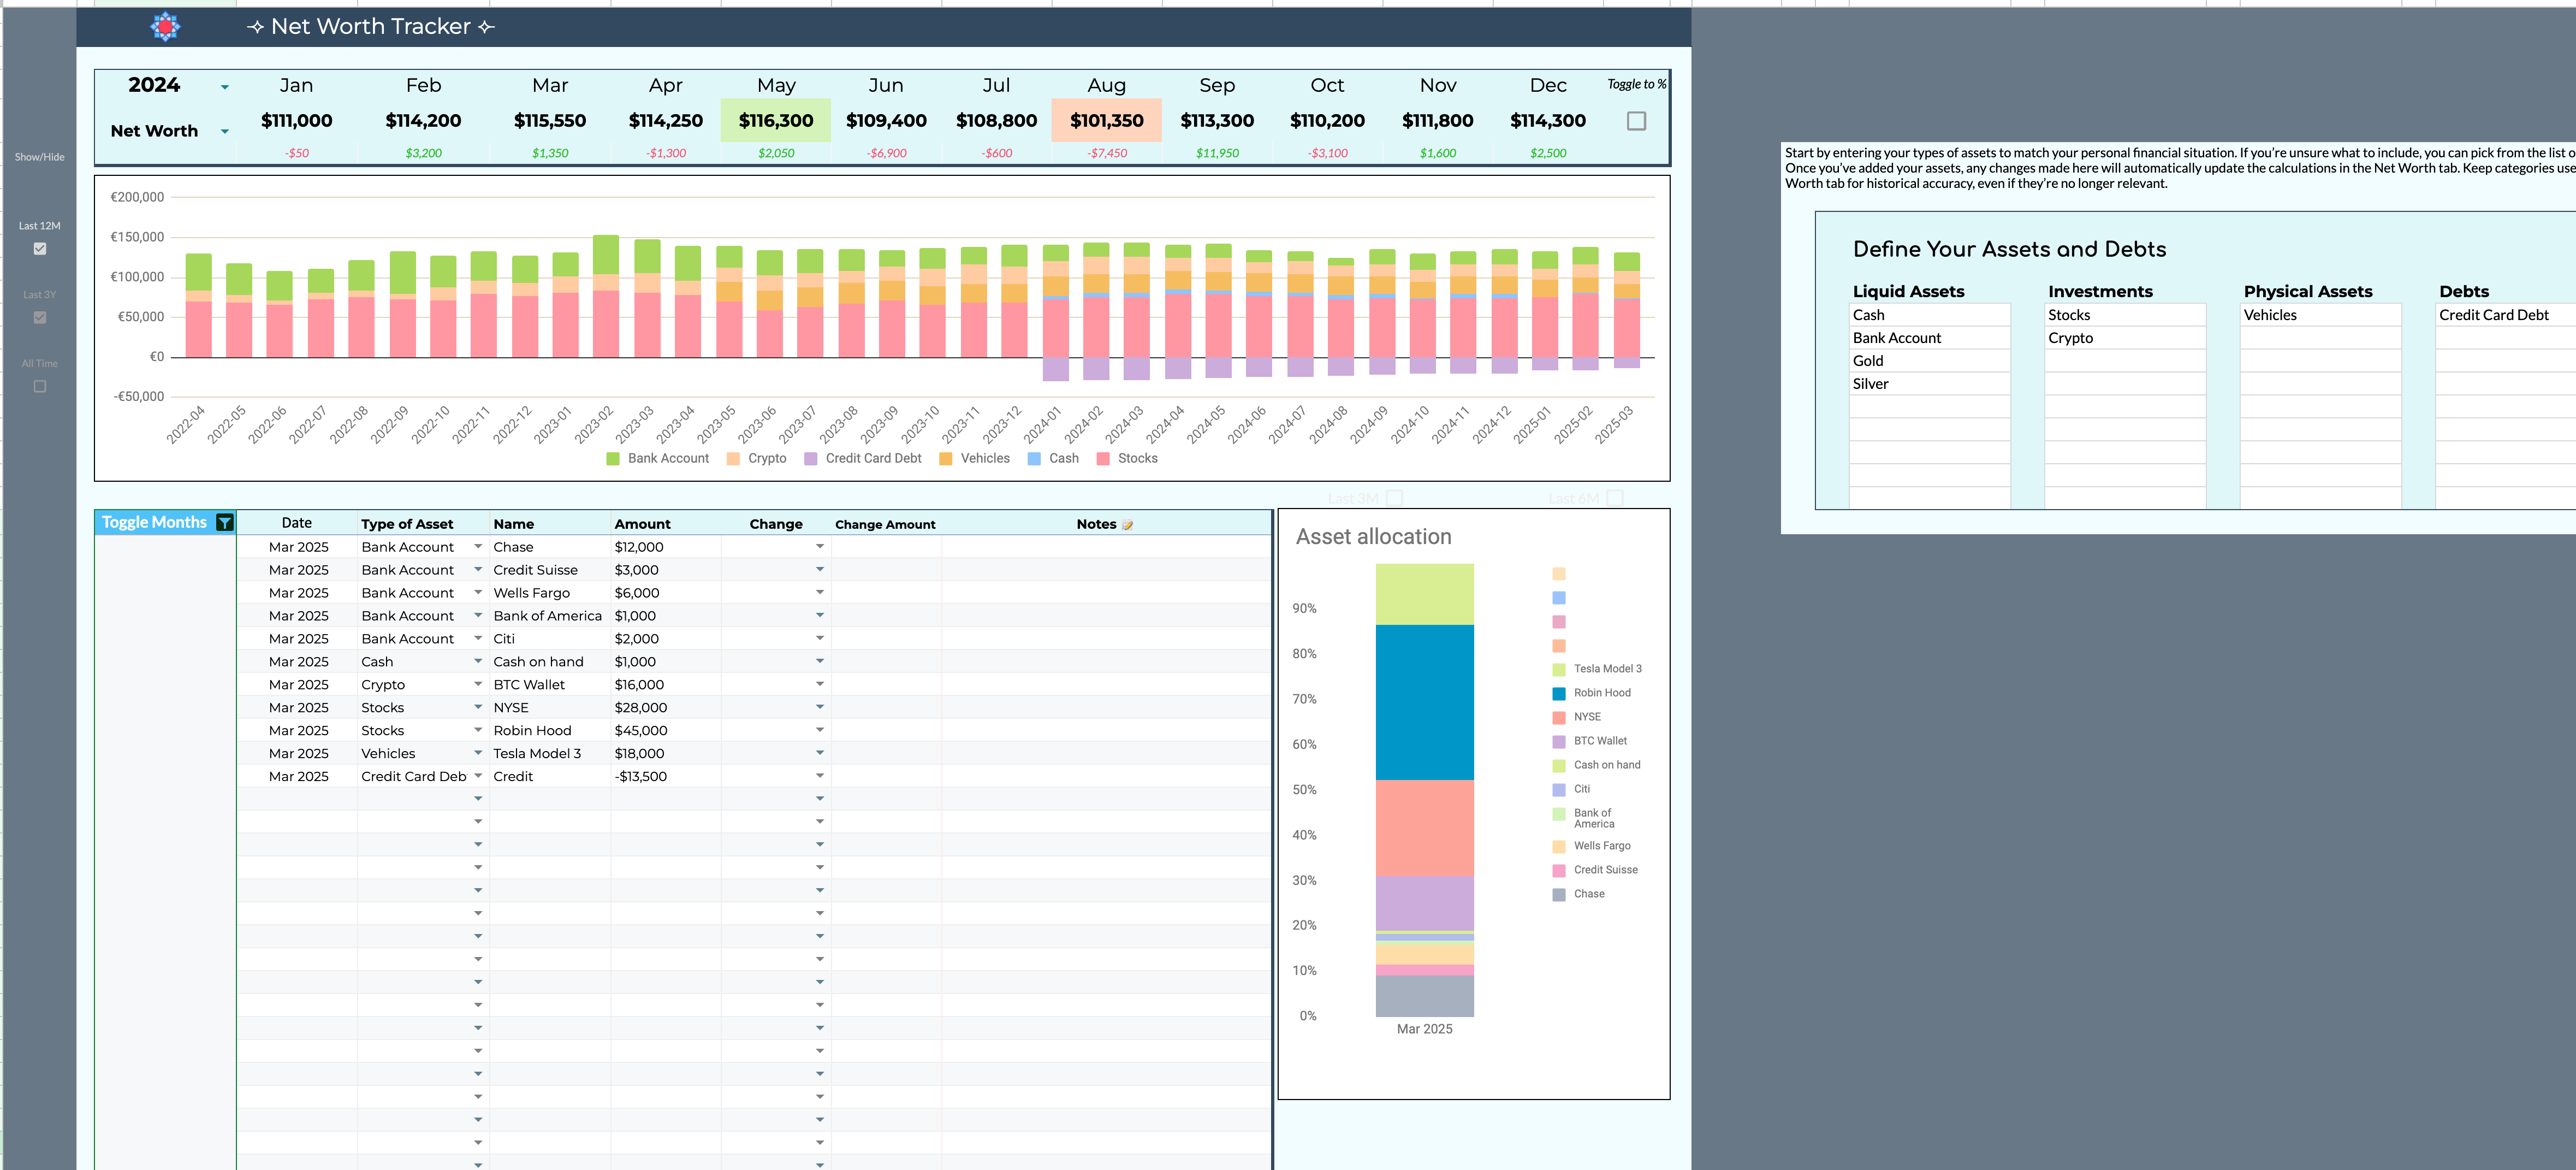 ✧ Net Worth Tracker ✧
2024 Jan Feb Mar Apr May Jun Jul Aug Sep Oct Nov Dec Toggle to %
Net Worth $111,000 $114,200 $115,550 $114,250 $116,300 $109,400 $108,800 $101,350 $113,300 $110,200 $111,800 $114,300
-$50 $3,200 $1,350 -$1,300 $2,050 -$6,900 -$600 -$7,450 $11,950 -$3,100 $1,600 $2,500
Show/Hide
Last 12M
Last 3Y
All Time
€200,000
€150,000
€100,000
€50,000
€0
-€50,000
2022-04 2022-05 2022-06 2022-07 2022-08 2022-09 2022-10 2022-11 2022-12 2023-01 2023-02 2023-03 2023-04 2023-05 2023-06 2023-07 2023-08 2023-09 2023-10 2023-11 2023-12 2024-01 2024-02 2024-03 2024-04 2024-05 2024-06 2024-07 2024-08 2024-09 2024-10 2024-11 2024-12 2025-01 2025-02 2025-03
Bank Account Crypto Credit Card Debt Vehicles Cash Stocks
Last 3M Last 6M
Toggle Months Date Type of Asset Name Amount Change Change Amount Notes 📝
Mar 2025 Bank Account Chase $12,000
Mar 2025 Bank Account Credit Suisse $3,000
Mar 2025 Bank Account Wells Fargo $6,000
Mar 2025 Bank Account Bank of America $1,000
Mar 2025 Bank Account Citi $2,000
Mar 2025 Cash Cash on hand $1,000
Mar 2025 Crypto BTC Wallet $16,000
Mar 2025 Stocks NYSE $28,000
Mar 2025 Stocks Robin Hood $45,000
Mar 2025 Vehicles Tesla Model 3 $18,000
Mar 2025 Credit Card Deb Credit -$13,500
Asset allocation
90%
80%
70%
60%
50%
40%
30%
20%
10%
0%
Mar 2025
Tesla Model 3
Robin Hood
NYSE
BTC Wallet
Cash on hand
Citi
Bank of
America
Wells Fargo
Credit Suisse
Chase
Start by entering your types of assets to match your personal financial situation. If you're unsure what to include, you can pick from the list o
Once you've added your assets, any changes made here will automatically update the calculations in the Net Worth tab. Keep categories use
Worth tab for historical accuracy, even if they're no longer relevant.
Define Your Assets and Debts
Liquid Assets Investments Physical Assets Debts
Cash Stocks Vehicles Credit Card Debt
Bank Account Crypto
Gold
Silver